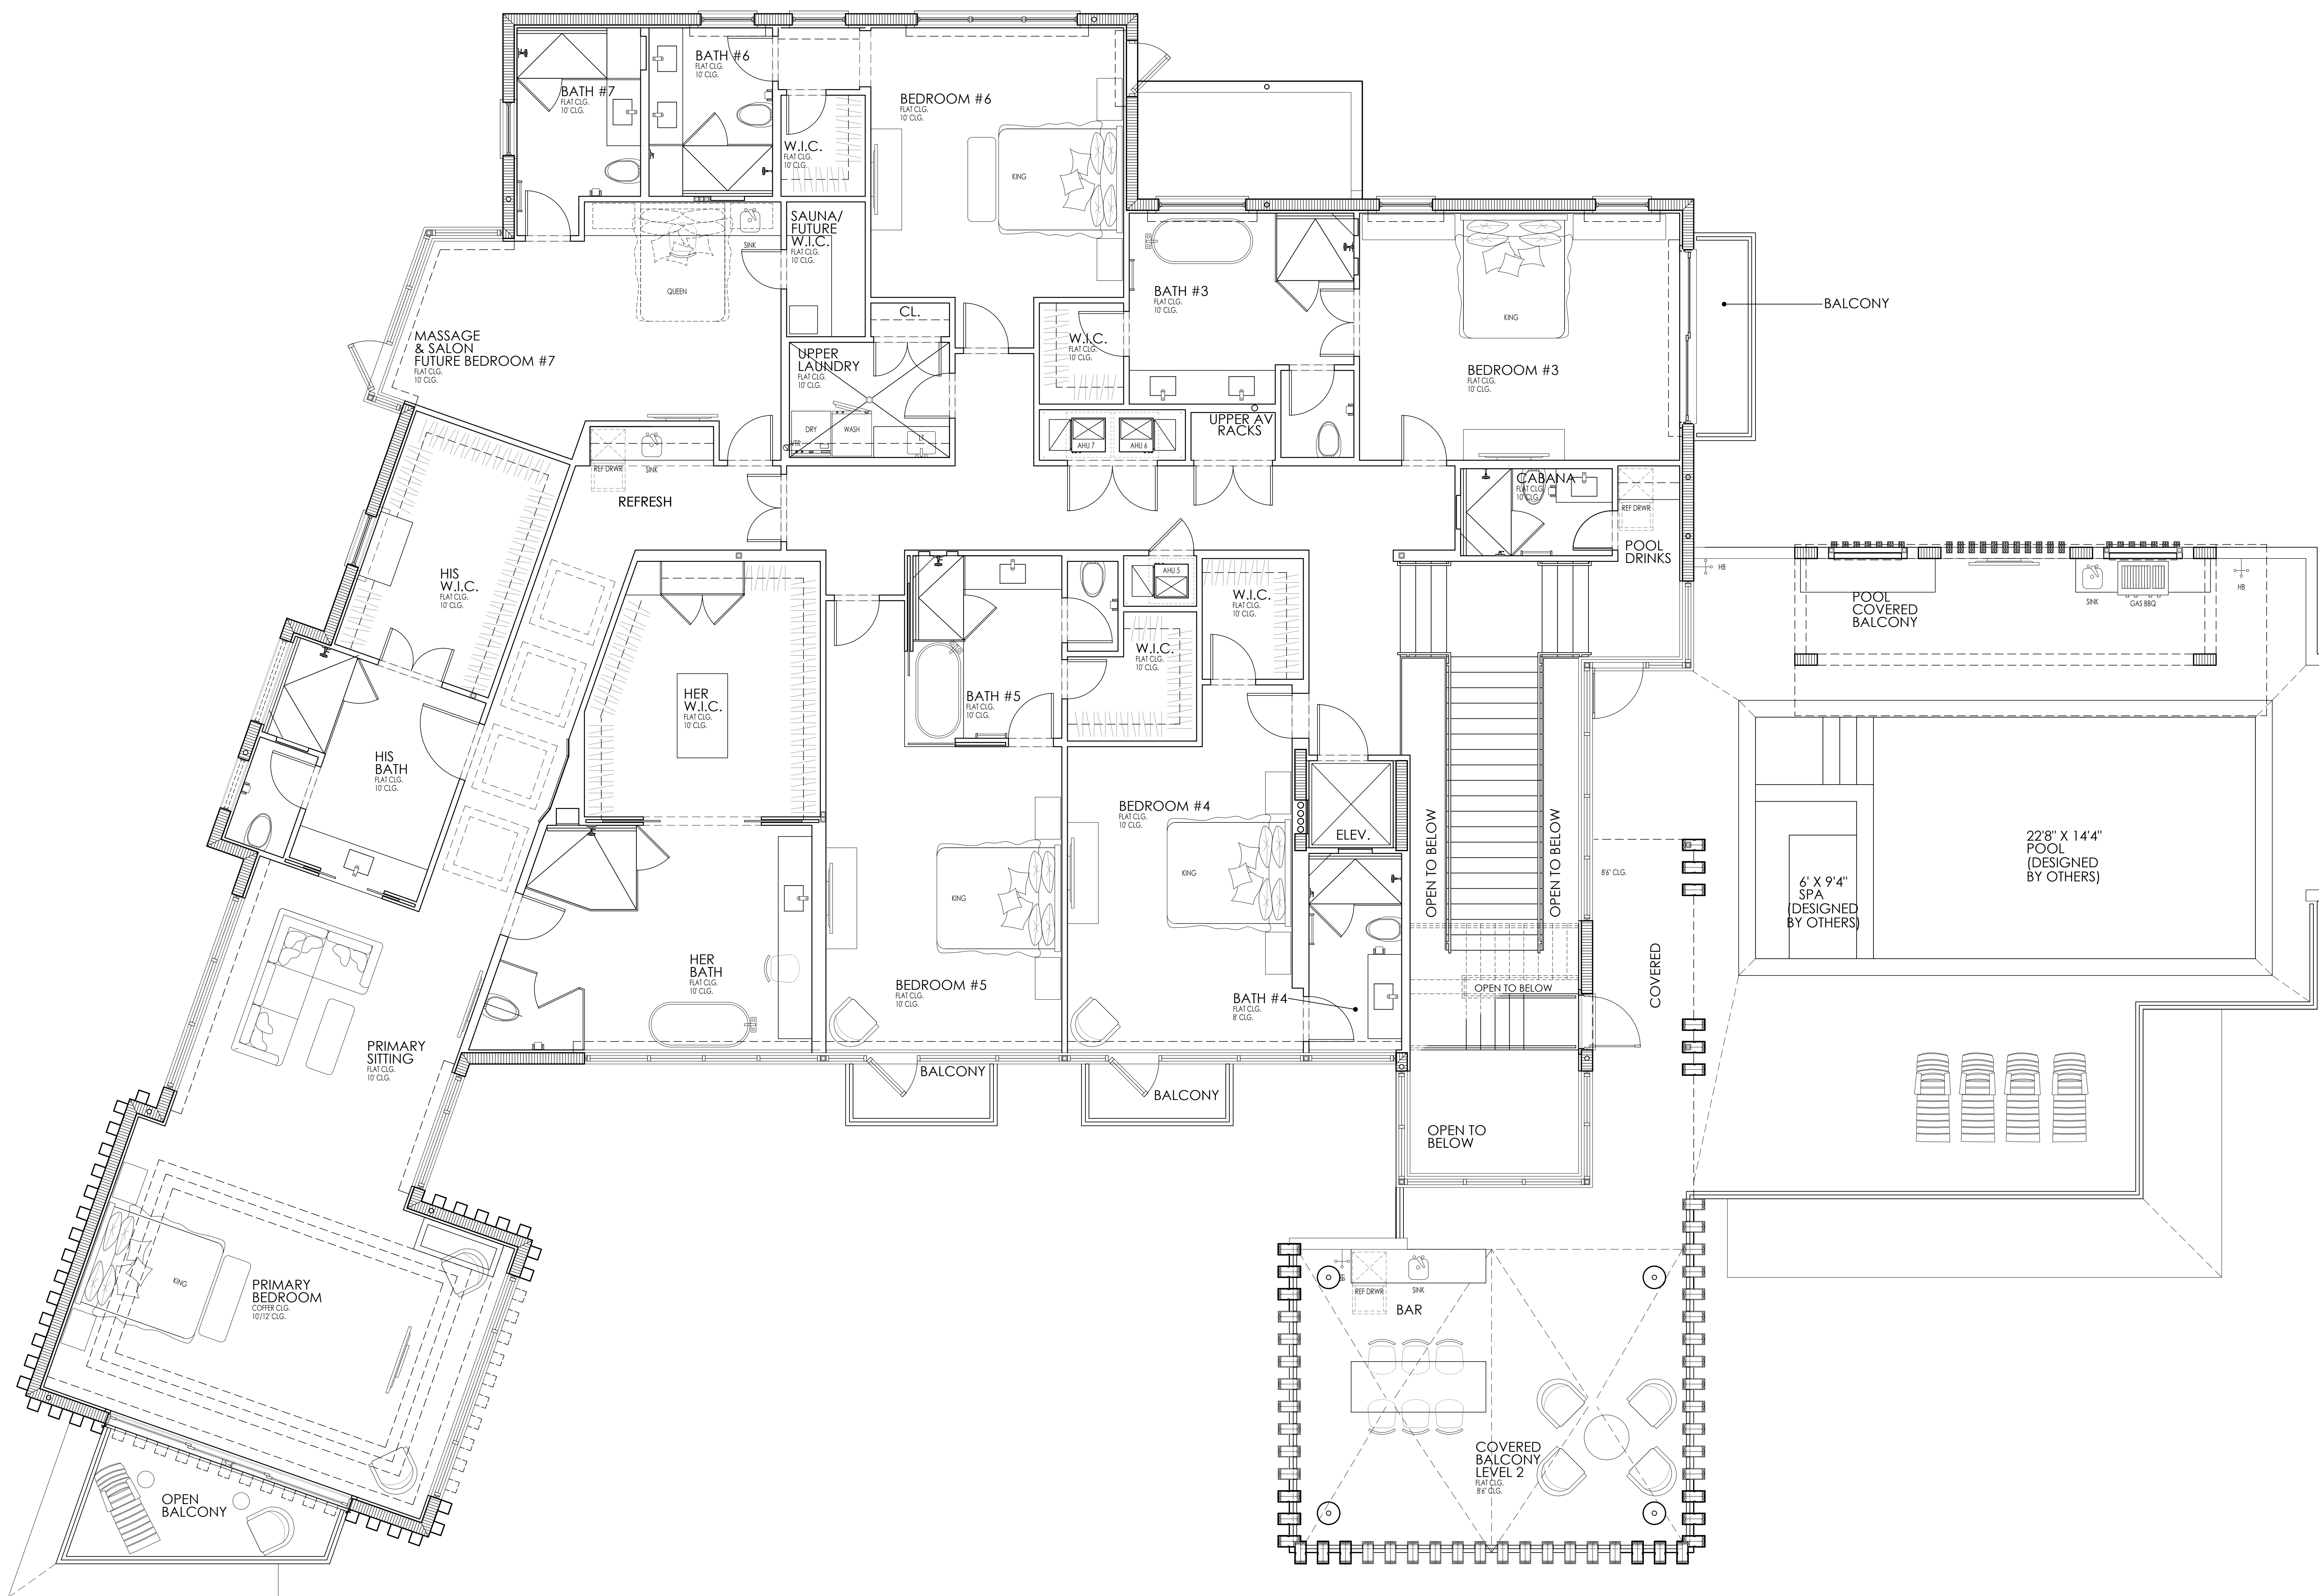 BATH #6
FLAT CLG.
10' CLG.
BATH #7
FLAT CLG.
10' CLG.
BEDROOM #6
FLAT CLG.
10' CLG.
W.I.C.
FLAT CLG.
10' CLG.
KING
SAUNA/
FUTURE
W.I.C.
FLAT CLG.
10' CLG.
SINK
QUEEN
BATH #3
FLAT CLG.
10' CLG.
KING
BALCONY
CL.
MASSAGE
& SALON
FUTURE BEDROOM #7
FLAT CLG.
10' CLG.
UPPER
LAUNDRY
FLAT CLG.
10' CLG.
W.I.C.
FLAT CLG.
10' CLG.
BEDROOM #3
FLAT CLG.
10' CLG.
DRY
WASH
LT
VTR
AHU 7
AHU 6
UPPER AV
RACKS
REF DRWR
SINK
REFRESH
CABANA
FLAT CLG.
10' CLG.
REF DRWR
POOL
DRINKS
HB
HIS
W.I.C.
FLAT CLG.
10' CLG.
AHU 5
W.I.C.
FLAT CLG.
10' CLG.
POOL
COVERED
BALCONY
SINK
GAS BBQ
HB
W.I.C.
FLAT CLG.
10' CLG.
HER
W.I.C.
FLAT CLG.
10' CLG.
BATH #5
FLAT CLG.
10' CLG.
HIS
BATH
FLAT CLG.
10' CLG.
BEDROOM #4
FLAT CLG.
10' CLG.
ELEV.
OPEN TO BELOW
OPEN TO BELOW
8'6" CLG.
22'8" X 14'4"
POOL
(DESIGNED
BY OTHERS)
6' X 9'4"
SPA
(DESIGNED
BY OTHERS)
KING
KING
HER
BATH
FLAT CLG.
10' CLG.
BEDROOM #5
FLAT CLG.
10' CLG.
BATH #4
FLAT CLG.
8' CLG.
OPEN TO BELOW
COVERED
PRIMARY
SITTING
FLAT CLG.
10' CLG.
BALCONY
BALCONY
OPEN TO
BELOW
KING
PRIMARY
BEDROOM
COFFER CLG.
10'/12' CLG.
HB
REF DRWR
SINK
BAR
COVERED
BALCONY
LEVEL 2
FLAT CLG.
8'6" CLG.
OPEN
BALCONY